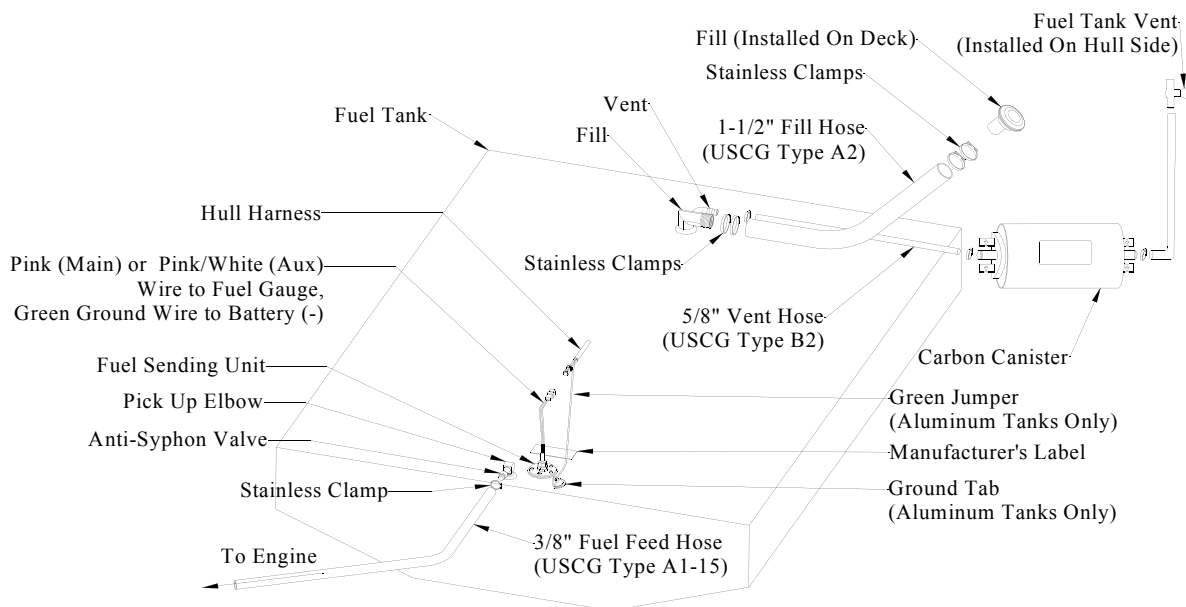 Fuel Tank Vent
(Installed On Hull Side)
Fill (Installed On Deck)
Stainless Clamps
Vent
Fuel Tank
1-1/2" Fill Hose
(USCG Type A2)
Fill
Hull Harness
Stainless Clamps
Pink (Main) or Pink/White (Aux)
Wire to Fuel Gauge,
Green Ground Wire to Battery (-)
5/8" Vent Hose
(USCG Type B2)
Carbon Canister
Fuel Sending Unit
Pick Up Elbow
Green Jumper
(Aluminum Tanks Only)
Anti-Syphon Valve
Manufacturer's Label
Stainless Clamp
Ground Tab
(Aluminum Tanks Only)
3/8" Fuel Feed Hose
(USCG Type A1-15)
To Engine